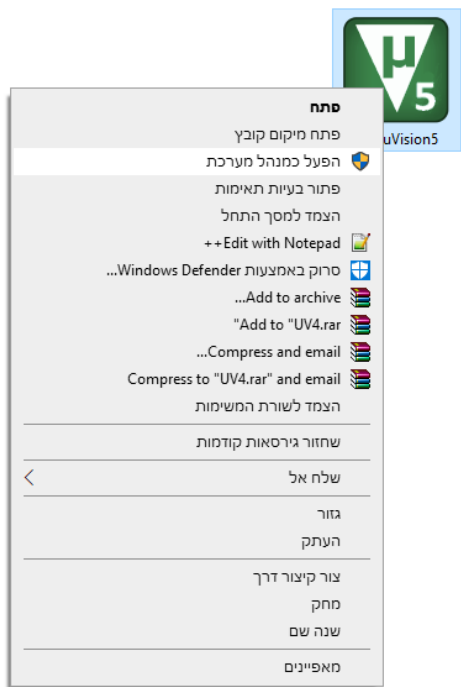 µ5
uVision5
פתח
פתח מיקום קובץ
הפעל כמנהל מערכת
פתור בעיות תאימות
הצמד למסך התחל
++Edit with Notepad
סרוק באמצעות Windows Defender...
...Add to archive
"Add to "UV4.rar
...Compress and email
Compress to "UV4.rar" and email
הצמד לשורת המשימות
שחזור גירסאות קודמות
שלח אל
גזור
העתק
צור קיצור דרך
מחק
שנה שם
מאפיינים